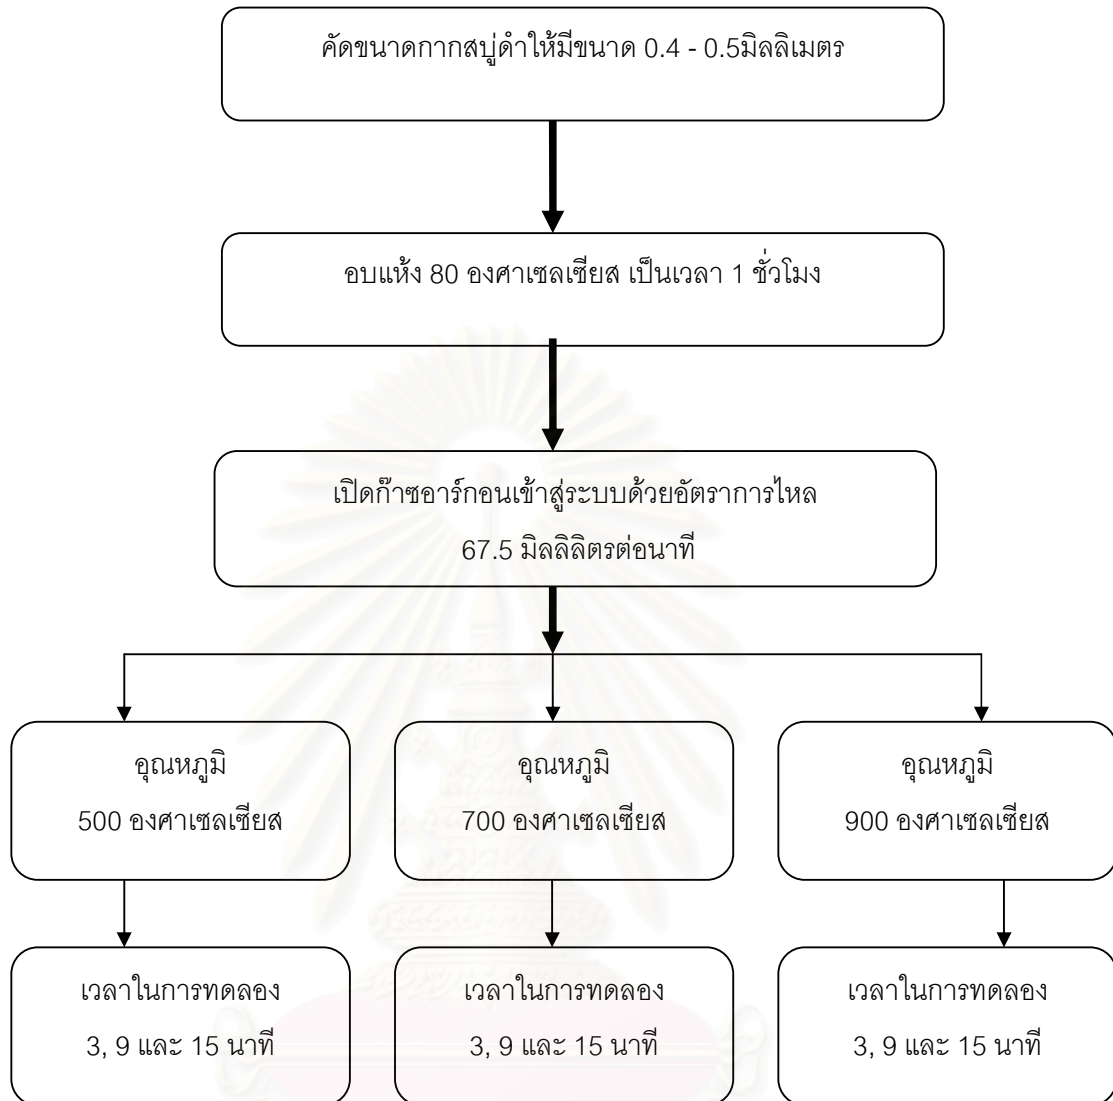 คัดขนาดกากสบู่ดำให้มีขนาด 0.4 - 0.5มิลลิเมตร
อบแห้ง 80 องศาเซลเซียส เป็นเวลา 1 ชั่วโมง
เปิดก๊าซอาร์กอนเข้าสู่ระบบด้วยอัตราการไหล
67.5 มิลลิลิตรต่อนาที
อุณหภูมิ
500 องศาเซลเซียส
อุณหภูมิ
700 องศาเซลเซียส
อุณหภูมิ
900 องศาเซลเซียส
เวลาในการทดลอง
3, 9 และ 15 นาที
เวลาในการทดลอง
3, 9 และ 15 นาที
เวลาในการทดลอง
3, 9 และ 15 นาที